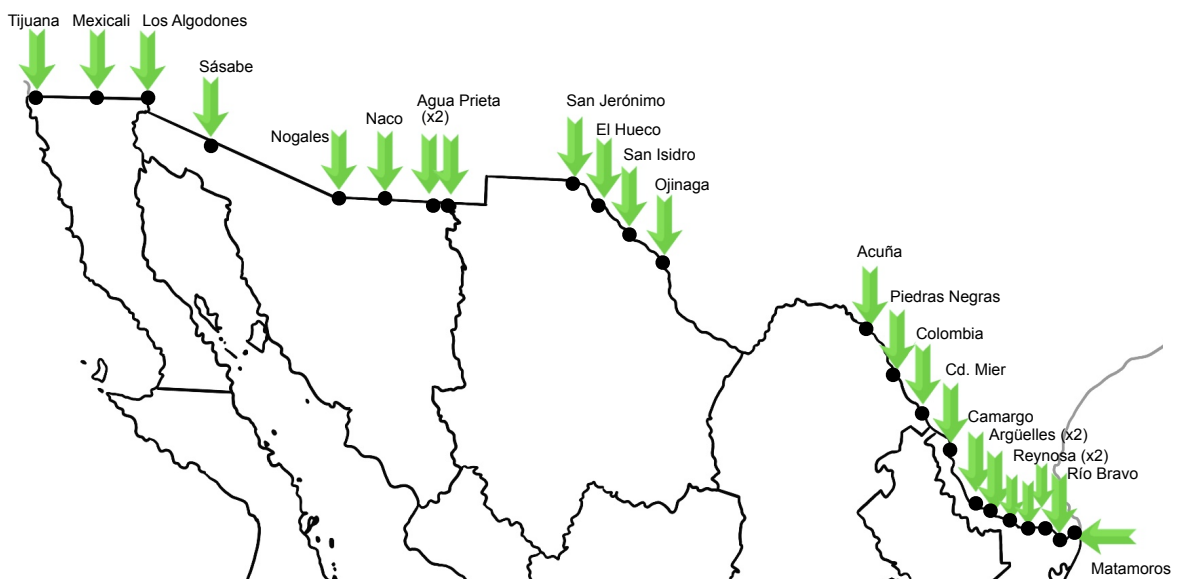 Tijuana
Mexicali
Los Algodones
Sásabe
Nogales
Naco
Agua Prieta
(x2)
San Jerónimo
El Hueco
San Isidro
Ojinaga
Acuña
Piedras Negras
Colombia
Cd. Mier
Camargo
Argüelles (x2)
Reynosa (x2)
Río Bravo
Matamoros